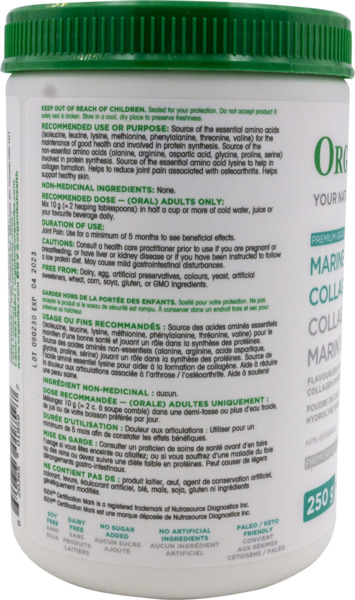 KEEP OUT OF REACH OF CHILDREN. Sealed for your protection. Do not accept product if
safety seal is broken. Store in a cool, dry place to preserve freshness.
RECOMMENDED USE OR PURPOSE: Source of the essential amino acids
(isoleucine, leucine, lysine, methionine, phenylalanine, threonine, valine) for the
maintenance of good health and involved in protein synthesis. Source of the
non-essential amino acids (alanine, arginine, aspartic acid, glycine, proline, serine)
involved in protein synthesis. Source of the essential amino acid lysine to help in
collagen formation. Helps to reduce joint pain associated with osteoarthritis. Helps
support healthy skin.
NON-MEDICINAL INGREDIENTS: None.
RECOMMENDED DOSE — (ORAL) ADULTS ONLY:
Mix 10 g (≈ 2 heaping tablespoons) in half a cup or more of cold water, juice or
your favourite beverage daily.
DURATION OF USE:
Joint Pain: Use for a minimum of 5 months to see beneficial effects.
CAUTIONS: Consult a health care practitioner prior to use if you are pregnant or
breastfeeding, or have liver or kidney disease or if you have been instructed to follow
a low protein diet. May cause mild gastrointestinal disturbances.
FREE FROM: Dairy, egg, artificial preservatives, colours, yeast, artificial
sweeteners, wheat, corn, soya, gluten, or GMO ingredients.
GARDER HORS DE LA PORTÉE DES ENFANTS. Scellé pour votre protection. Ne pas
accepter le produit si le sceau de sécurité est rompu. À conserver dans un endroit frais et sec pour
préserver sa fraîcheur.
USAGE OU FINS RECOMMANDÉS : Source des acides aminés essentiels
(isoleucine, leucine, lysine, méthionine, phénylalanine, thréonine, valine) pour le
maintien d'une bonne santé et jouant un rôle dans la synthèse des protéines.
Source des acides aminés non-essentiels (alanine, arginine, acide aspartique,
glycine, proline, sérine) jouant un rôle dans la synthèse des protéines. Source de
l'acide aminé essentiel lysine pour aider à la formation de collagène. Aide à réduire
la douleur aux articulations associée à l'arthrose / l'ostéoarthrite. Aide à soutenir
une peau saine.
INGRÉDIENT NON-MEDICINAL : aucun.
DOSE RECOMMANDÉE — (ORALE) ADULTES UNIQUEMENT :
Mélangez 10 g (≈ 2 c. à soupe comble) dans une demi-tasse ou plus d'eau froide,
de jus ou de votre boisson préférée par jour.
DURÉE D'UTILISATION : Douleur aux articulations : Utiliser pour un
minimum de 5 mois afin de constater les effets bénéfiques.
MISE EN GARDE : Consulter un praticien de soins de santé avant d'en faire
l'usage si vous êtes enceinte ou allaitez; ou si vous souffrez d'une maladie du foie
ou des reins ou devez suivre une diète faible en protéines. Peut causer de légers
dérangements gastro-intestinaux.
NE CONTIENT PAS DE : produit laitier, œuf, agent de conservation artificiel,
colorant, levure, édulcorant artificiel, blé, maïs, soja, gluten ni ingrédients
génétiquement modifiés.
Certification Mark is a registered trademark of Nutrasource Diagnostics Inc.
Certification Mark est une marque déposée de Nutrasource Diagnostics Inc.
SOY FREE
SANS SOJA
DAIRY FREE
SANS PRODUITS LAITIERS
NO SUGAR ADDED
AUCUN SUCRE AJOUTÉ
NO ARTIFICIAL INGREDIENTS
AUCUN INGRÉDIENT ARTIFICIEL
PALEO / KETO FRIENDLY
CONVIENT AUX RÉGIMES
CÉTOGÈNE / PALÉO
LOT 090230 EXP 04 2023
ORG
YOUR NAT
MARINE
COLLA
COLLA
MARIN
250 g